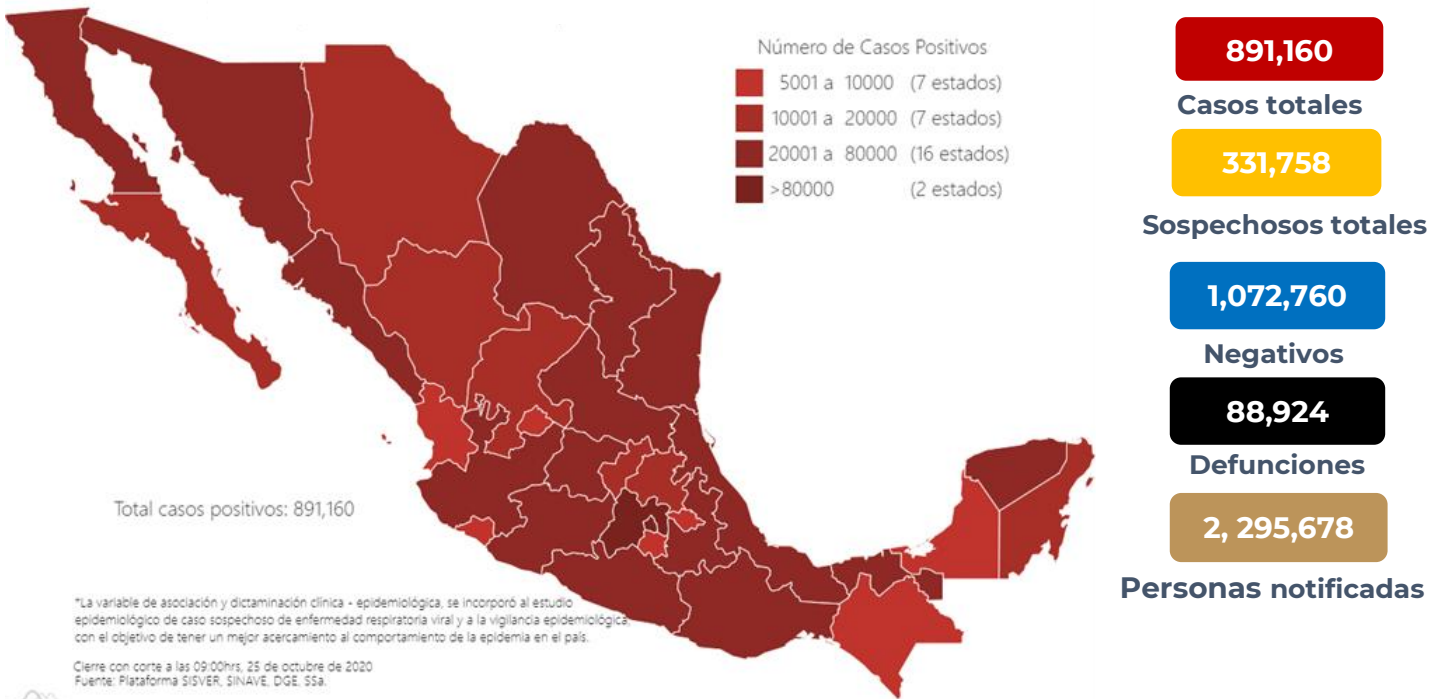 Número de Casos Positivos
5001 a 10000 (7 estados)
10001 a 20000 (7 estados)
20001 a 80000 (16 estados)
>80000 (2 estados)
Total casos positivos: 891,160
*La variable de asociación y dictaminación clínica - epidemiológica, se incorporó al estudio
epidemiológico de caso sospechoso de enfermedad respiratoria viral y a la vigilancia epidemiológica,
con el objetivo de tener un mejor acercamiento al comportamiento de la epidemia en el país.
Cierre con corte a las 09:00hrs, 25 de octubre de 2020
Fuente: Plataforma SISVER, SINAVE, DGE, SSa.
891,160
Casos totales
331,758
Sospechosos totales
1,072,760
Negativos
88,924
Defunciones
2, 295,678
Personas notificadas